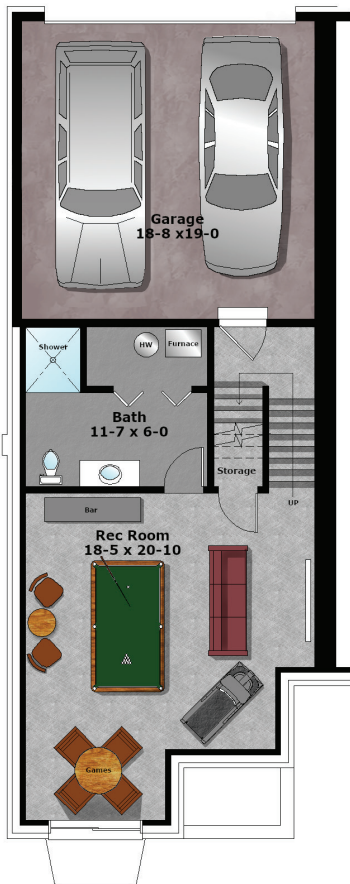 Garage
18-8 x19-0
Shower
HW
Furnace
Bath
11-7 x 6-0
Storage
UP
Bar
Rec Room
18-5 x 20-10
Games